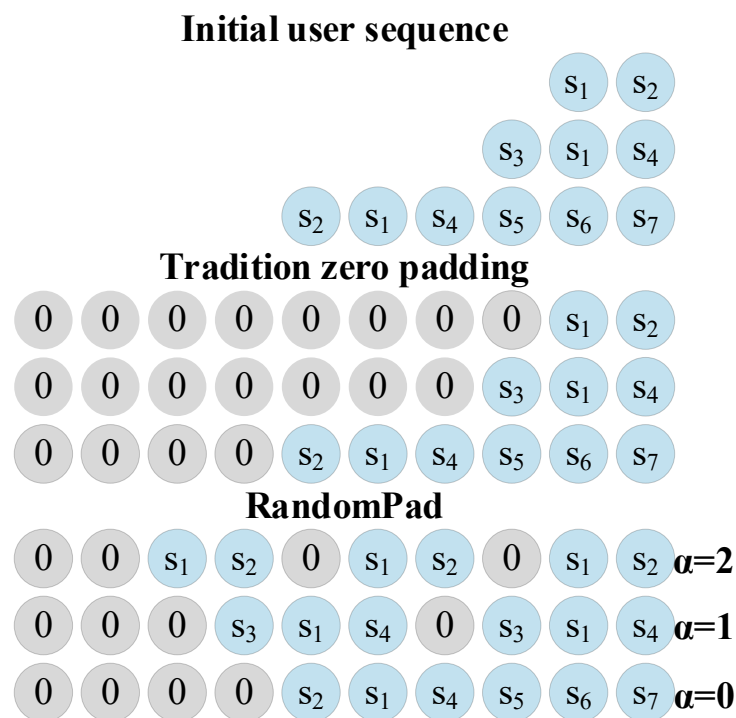 Initial user sequence
s₁ s₂
s₃ s₁ s₄
s₂ s₁ s₄ s₅ s₆ s₇
Tradition zero padding
0 0 0 0 0 0 0 0 s₁ s₂
0 0 0 0 0 0 0 s₃ s₁ s₄
0 0 0 0 s₂ s₁ s₄ s₅ s₆ s₇
RandomPad
0 0 s₁ s₂ 0 s₁ s₂ 0 s₁ s₂ α=2
0 0 0 s₃ s₁ s₄ 0 s₃ s₁ s₄ α=1
0 0 0 0 s₂ s₁ s₄ s₅ s₆ s₇ α=0